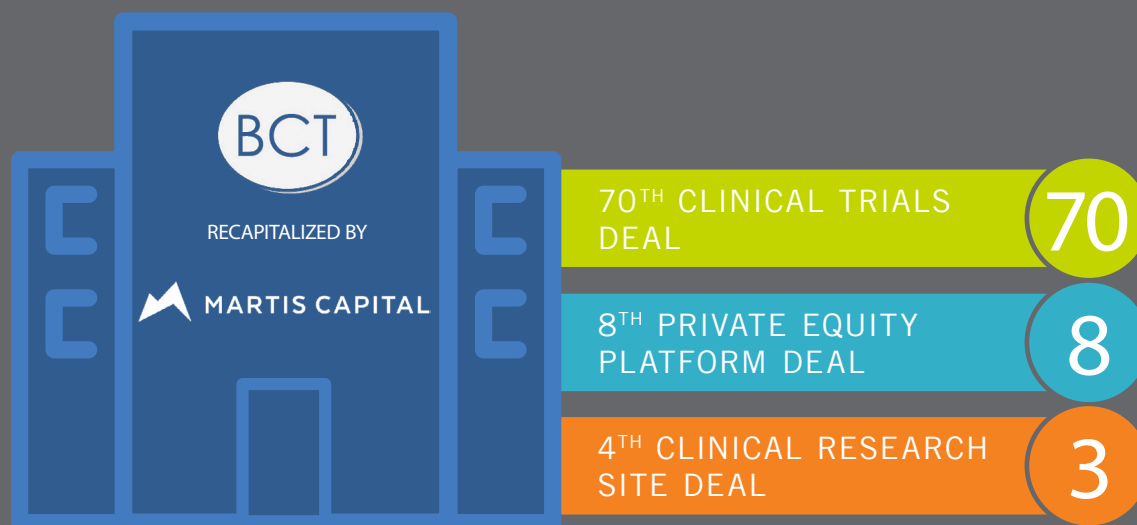 BCT
RECAPITALIZED BY
MARTIS CAPITAL
70TH CLINICAL TRIALS
DEAL
70
8TH PRIVATE EQUITY
PLATFORM DEAL
8
4TH CLINICAL RESEARCH
SITE DEAL
3